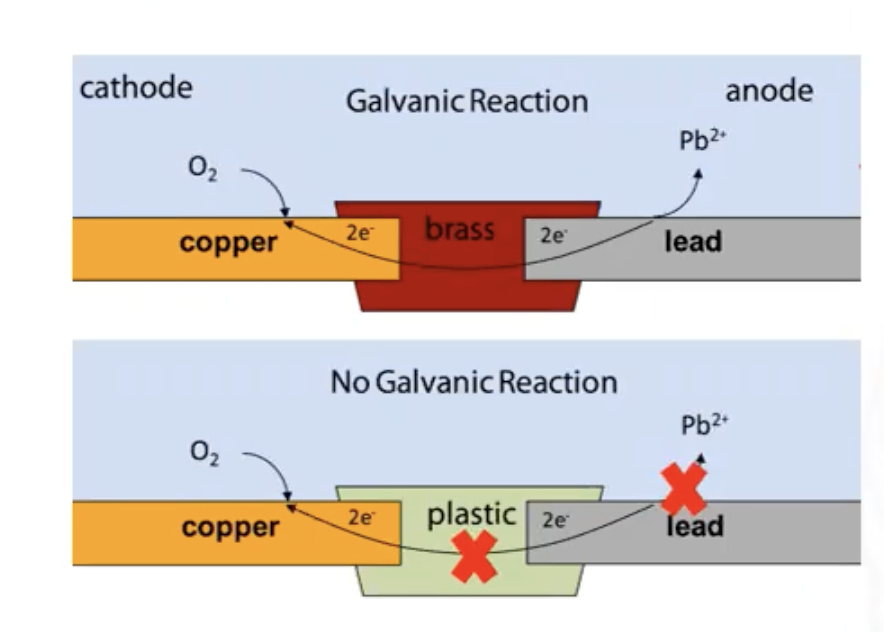 cathode
Galvanic Reaction
anode
O₂
Pb²⁺
copper
2e⁻
brass
2e⁻
lead
No Galvanic Reaction
O₂
Pb²⁺
copper
2e⁻
plastic
2e⁻
lead